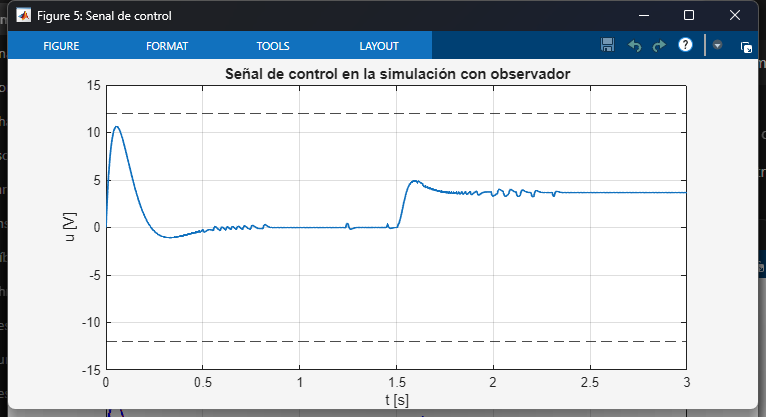 Figure 5: Senal de control
FIGURE FORMAT TOOLS LAYOUT
Señal de control en la simulación con observador
15
10
5
0
-5
-10
-15
u [V]
0 0.5 1 1.5 2 2.5 3
t [s]